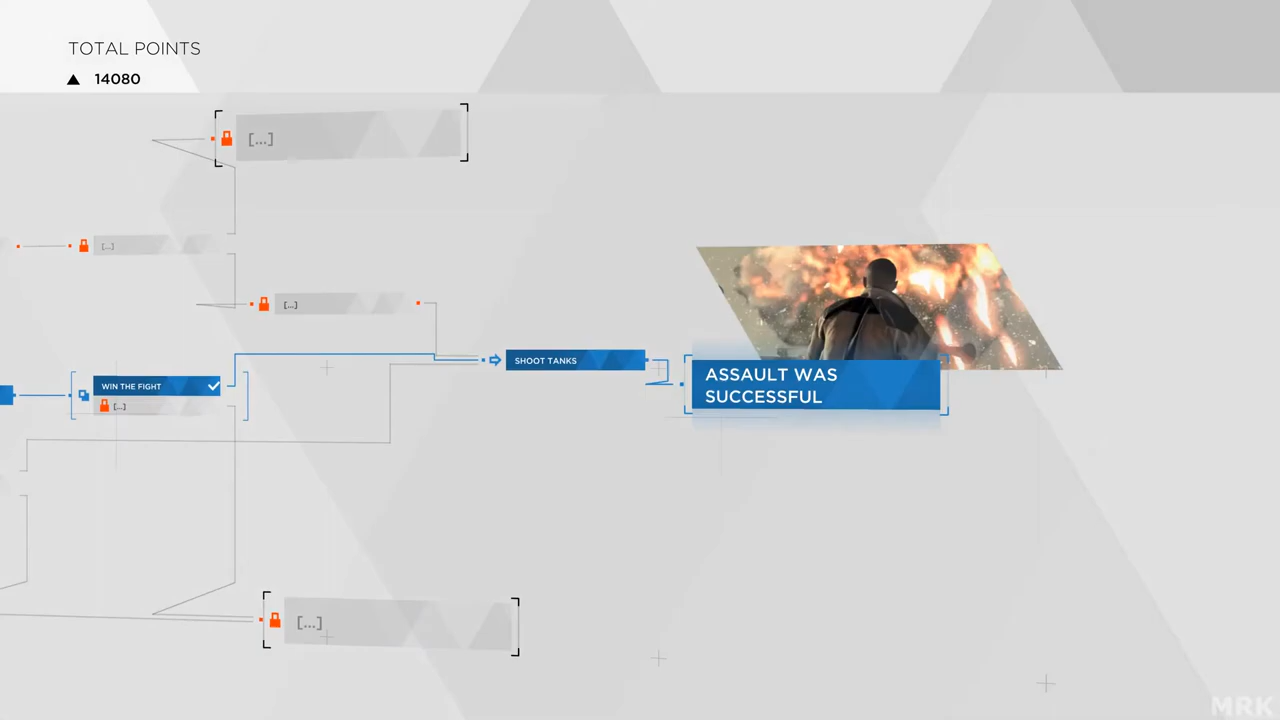 TOTAL POINTS
14080
[...]
[...]
[...]
SHOOT TANKS
WIN THE FIGHT
[...]
ASSAULT WAS
SUCCESSFUL
[...]
MRK